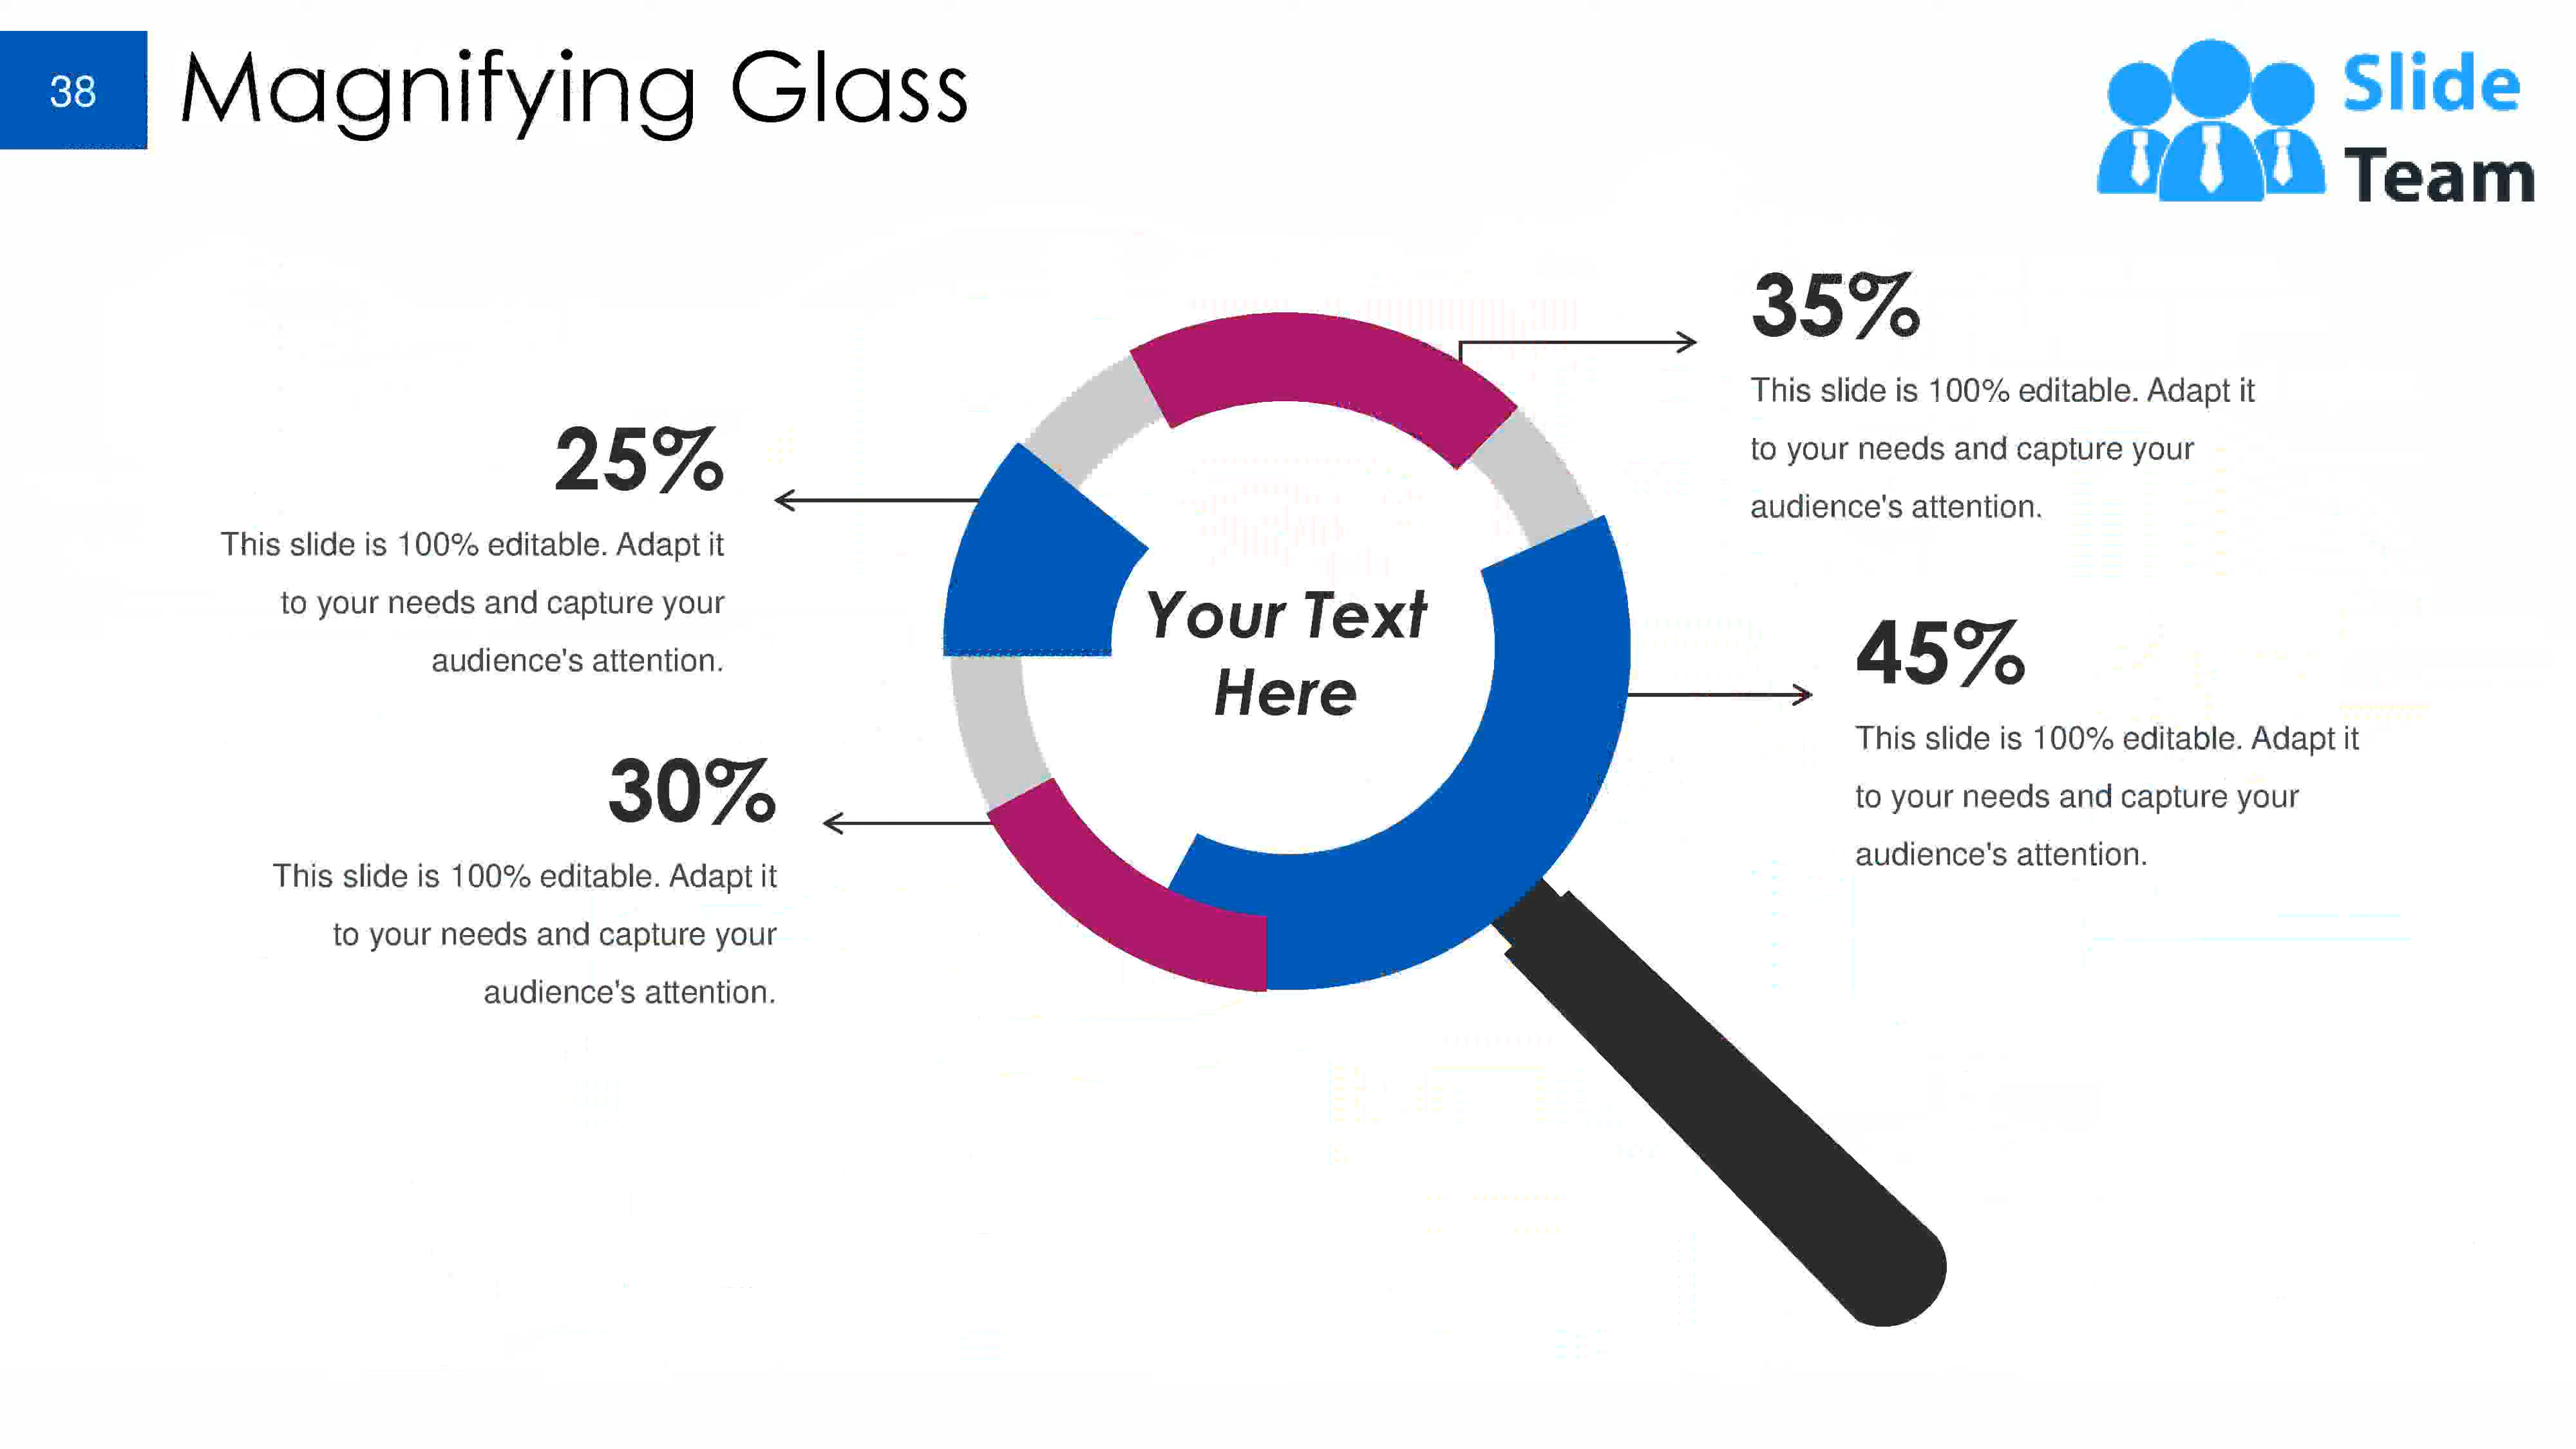 38
Magnifying Glass
Slide
Team
25%
This slide is 100% editable. Adapt it
to your needs and capture your
audience's attention.
30%
This slide is 100% editable. Adapt it
to your needs and capture your
audience's attention.
Your Text
Here
35%
This slide is 100% editable. Adapt it
to your needs and capture your
audience's attention.
45%
This slide is 100% editable. Adapt it
to your needs and capture your
audience's attention.